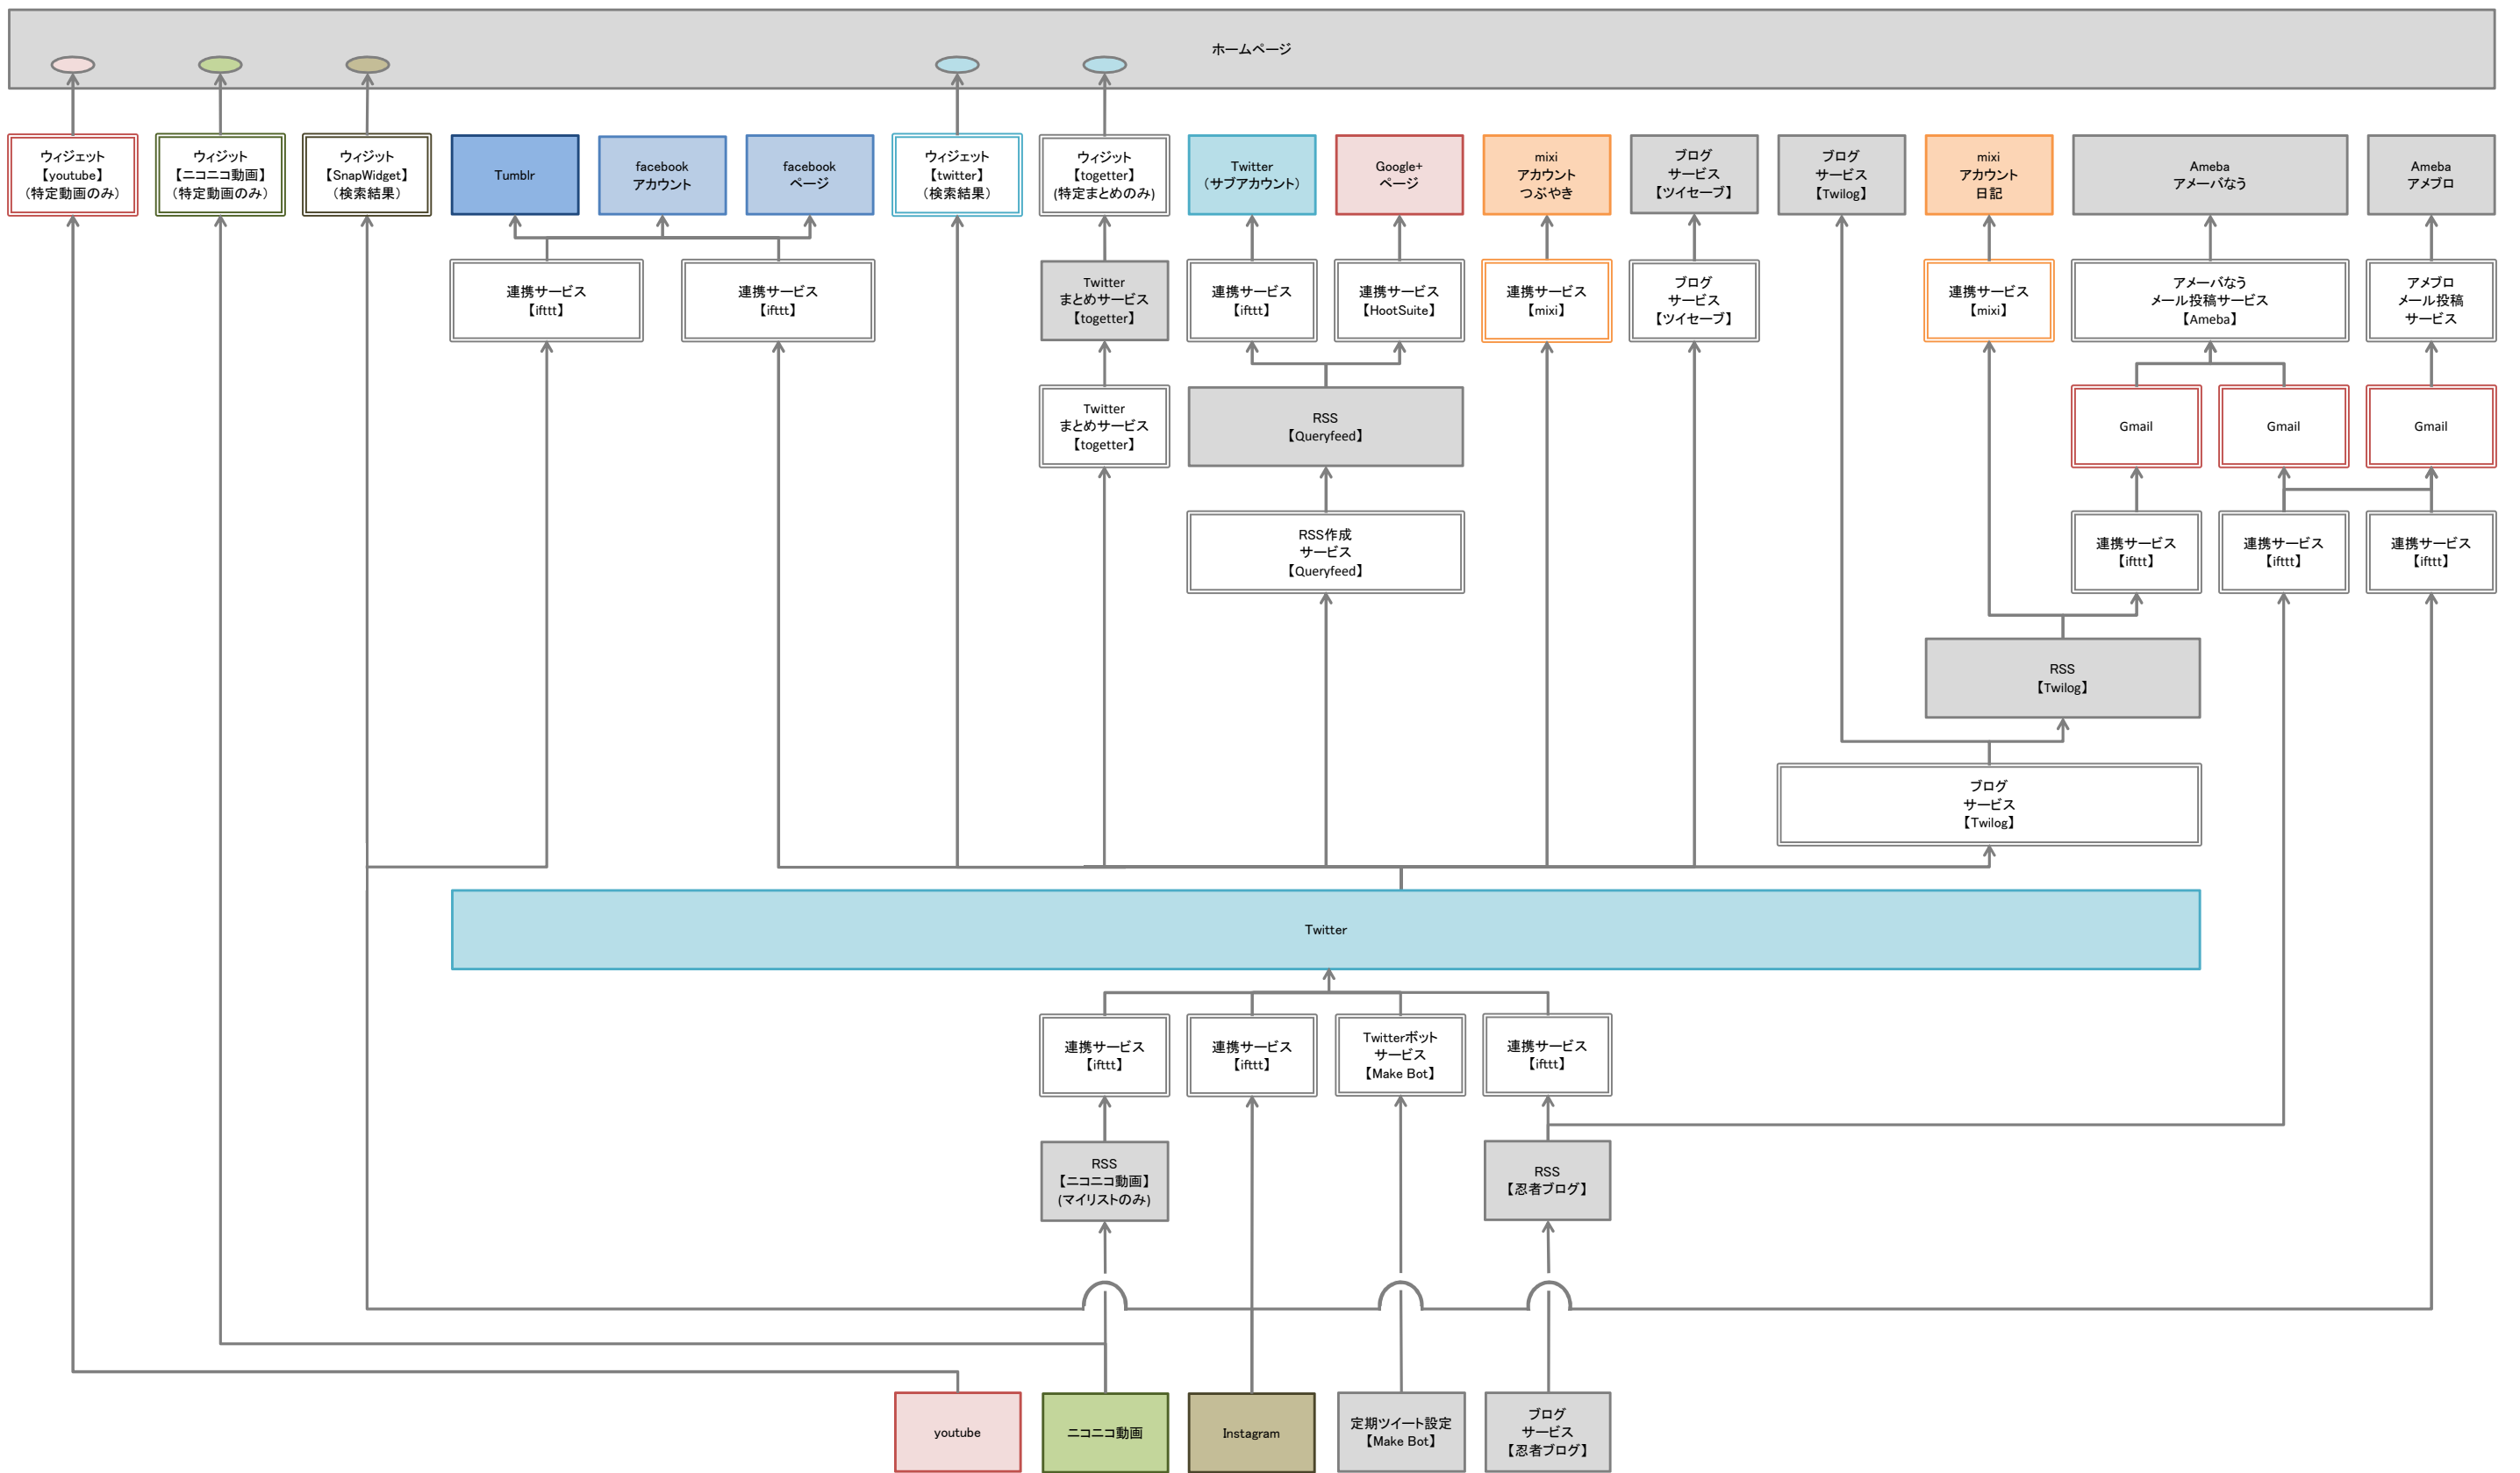 ホームページ
ウィジェット
【youtube】
（特定動画のみ）
ウィジット
【ニコニコ動画】
（特定動画のみ）
ウィジット
【SnapWidget】
（検索結果）
Tumblr
facebook
アカウント
facebook
ページ
ウィジェット
【twitter】
（検索結果）
ウィジット
【togetter】
(特定まとめのみ)
Twitter
（サブアカウント）
Google+
ページ
mixi
アカウント
つぶやき
ブログ
サービス
【ツイセーブ】
ブログ
サービス
【Twilog】
mixi
アカウント
日記
Ameba
アメーバなう
Ameba
アメブロ
連携サービス
【ifttt】
連携サービス
【ifttt】
Twitter
まとめサービス
【togetter】
連携サービス
【ifttt】
連携サービス
【HootSuite】
連携サービス
【mixi】
ブログ
サービス
【ツイセーブ】
連携サービス
【mixi】
アメーバなう
メール投稿サービス
【Ameba】
アメブロ
メール投稿
サービス
Twitter
まとめサービス
【togetter】
RSS
【Queryfeed】
Gmail
Gmail
Gmail
RSS作成
サービス
【Queryfeed】
連携サービス
【ifttt】
連携サービス
【ifttt】
連携サービス
【ifttt】
RSS
【Twilog】
ブログ
サービス
【Twilog】
Twitter
連携サービス
【ifttt】
連携サービス
【ifttt】
Twitterボット
サービス
【Make Bot】
連携サービス
【ifttt】
RSS
【ニコニコ動画】
(マイリストのみ)
RSS
【忍者ブログ】
youtube
ニコニコ動画
Instagram
定期ツイート設定
【Make Bot】
ブログ
サービス
【忍者ブログ】